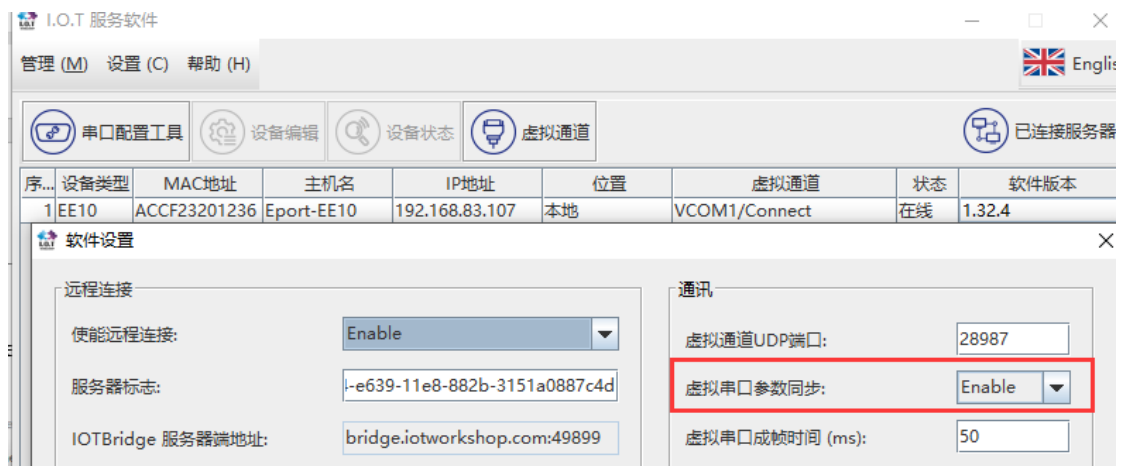 I.O.T 服务软件
管理 (M) 设置 (C) 帮助 (H)
串口配置工具 设备编辑 设备状态 虚拟通道 已连接服务器
序... 设备类型 MAC地址 主机名 IP地址 位置 虚拟通道 状态 软件版本
1 EE10 ACCF23201236 Eport-EE10 192.168.83.107 本地 VCOM1/Connect 在线 1.32.4
软件设置
远程连接 通讯
使能远程连接: Enable 虚拟通道UDP端口: 28987
服务器标志: -e639-11e8-882b-3151a0887c4d 虚拟串口参数同步: Enable
IOTBridge 服务器端地址: bridge.iotworkshop.com:49899 虚拟串口成帧时间 (ms): 50